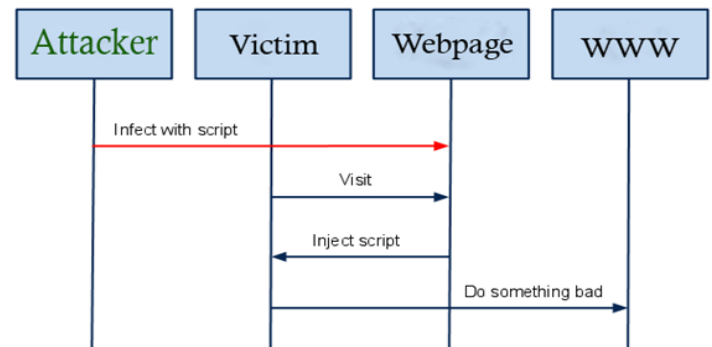 Attacker
Victim
Webpage
WWW
Infect with script
Visit
Inject script
Do something bad